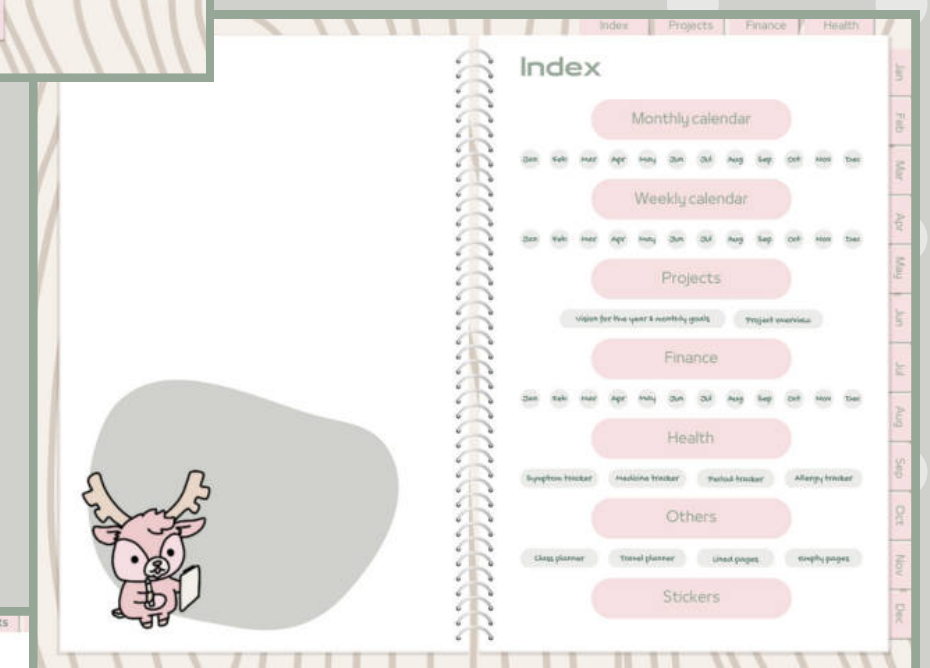 Index Projects Finance Health
Index
Monthly calendar
Jan Feb Mar Apr May Jun Jul Aug Sep Oct Nov Dec
Weekly calendar
Jan Feb Mar Apr May Jun Jul Aug Sep Oct Nov Dec
Projects
Vision for the year & monthly goals Project overview
Finance
Jan Feb Mar Apr May Jun Jul Aug Sep Oct Nov Dec
Health
Symptom tracker Medicine tracker Period tracker Allergy tracker
Others
Class planner Travel planner Lined pages Empty pages
Stickers
Jan
Feb
Mar
Apr
May
Jun
Jul
Aug
Sep
Oct
Nov
Dec